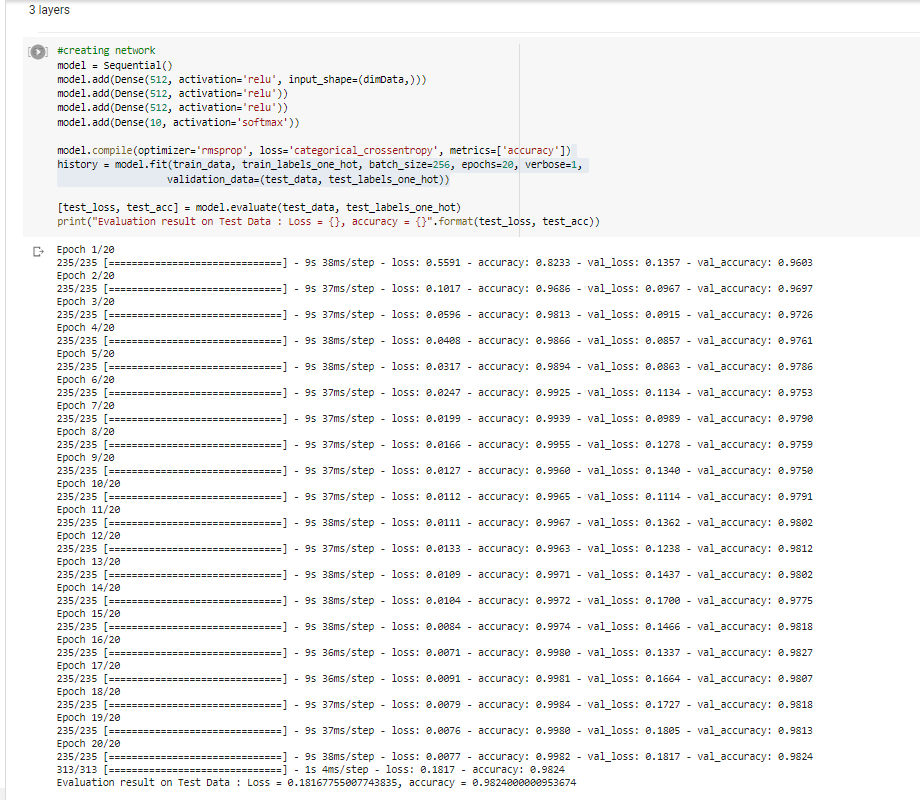 3 layers
#creating network
model = Sequential()
model.add(Dense(512, activation='relu', input_shape=(dimData,)))
model.add(Dense(512, activation='relu'))
model.add(Dense(512, activation='relu'))
model.add(Dense(10, activation='softmax'))
model.compile(optimizer='rmsprop', loss='categorical_crossentropy', metrics=['accuracy'])
history = model.fit(train_data, train_labels_one_hot, batch_size=256, epochs=20, verbose=1,
validation_data=(test_data, test_labels_one_hot))
[test_loss, test_acc] = model.evaluate(test_data, test_labels_one_hot)
print("Evaluation result on Test Data : Loss = {}, accuracy = {}".format(test_loss, test_acc))
Epoch 1/20
235/235 [==============================] - 9s 38ms/step - loss: 0.5591 - accuracy: 0.8233 - val_loss: 0.1357 - val_accuracy: 0.9603
Epoch 2/20
235/235 [==============================] - 9s 37ms/step - loss: 0.1017 - accuracy: 0.9686 - val_loss: 0.0967 - val_accuracy: 0.9697
Epoch 3/20
235/235 [==============================] - 9s 37ms/step - loss: 0.0596 - accuracy: 0.9813 - val_loss: 0.0915 - val_accuracy: 0.9726
Epoch 4/20
235/235 [==============================] - 9s 38ms/step - loss: 0.0408 - accuracy: 0.9866 - val_loss: 0.0857 - val_accuracy: 0.9761
Epoch 5/20
235/235 [==============================] - 9s 38ms/step - loss: 0.0317 - accuracy: 0.9894 - val_loss: 0.0863 - val_accuracy: 0.9786
Epoch 6/20
235/235 [==============================] - 9s 37ms/step - loss: 0.0247 - accuracy: 0.9925 - val_loss: 0.1134 - val_accuracy: 0.9753
Epoch 7/20
235/235 [==============================] - 9s 37ms/step - loss: 0.0199 - accuracy: 0.9939 - val_loss: 0.0989 - val_accuracy: 0.9790
Epoch 8/20
235/235 [==============================] - 9s 37ms/step - loss: 0.0166 - accuracy: 0.9955 - val_loss: 0.1278 - val_accuracy: 0.9759
Epoch 9/20
235/235 [==============================] - 9s 37ms/step - loss: 0.0127 - accuracy: 0.9960 - val_loss: 0.1340 - val_accuracy: 0.9750
Epoch 10/20
235/235 [==============================] - 9s 37ms/step - loss: 0.0112 - accuracy: 0.9965 - val_loss: 0.1114 - val_accuracy: 0.9791
Epoch 11/20
235/235 [==============================] - 9s 38ms/step - loss: 0.0111 - accuracy: 0.9967 - val_loss: 0.1362 - val_accuracy: 0.9802
Epoch 12/20
235/235 [==============================] - 9s 37ms/step - loss: 0.0133 - accuracy: 0.9963 - val_loss: 0.1238 - val_accuracy: 0.9812
Epoch 13/20
235/235 [==============================] - 9s 38ms/step - loss: 0.0109 - accuracy: 0.9971 - val_loss: 0.1437 - val_accuracy: 0.9802
Epoch 14/20
235/235 [==============================] - 9s 38ms/step - loss: 0.0104 - accuracy: 0.9972 - val_loss: 0.1700 - val_accuracy: 0.9775
Epoch 15/20
235/235 [==============================] - 9s 38ms/step - loss: 0.0084 - accuracy: 0.9974 - val_loss: 0.1466 - val_accuracy: 0.9818
Epoch 16/20
235/235 [==============================] - 9s 36ms/step - loss: 0.0071 - accuracy: 0.9980 - val_loss: 0.1337 - val_accuracy: 0.9827
Epoch 17/20
235/235 [==============================] - 9s 36ms/step - loss: 0.0091 - accuracy: 0.9981 - val_loss: 0.1664 - val_accuracy: 0.9807
Epoch 18/20
235/235 [==============================] - 9s 37ms/step - loss: 0.0079 - accuracy: 0.9984 - val_loss: 0.1727 - val_accuracy: 0.9818
Epoch 19/20
235/235 [==============================] - 9s 37ms/step - loss: 0.0076 - accuracy: 0.9980 - val_loss: 0.1805 - val_accuracy: 0.9813
Epoch 20/20
235/235 [==============================] - 9s 38ms/step - loss: 0.0077 - accuracy: 0.9982 - val_loss: 0.1817 - val_accuracy: 0.9824
313/313 [==============================] - 1s 4ms/step - loss: 0.1817 - accuracy: 0.9824
Evaluation result on Test Data : Loss = 0.18167755007743835, accuracy = 0.9824000000953674